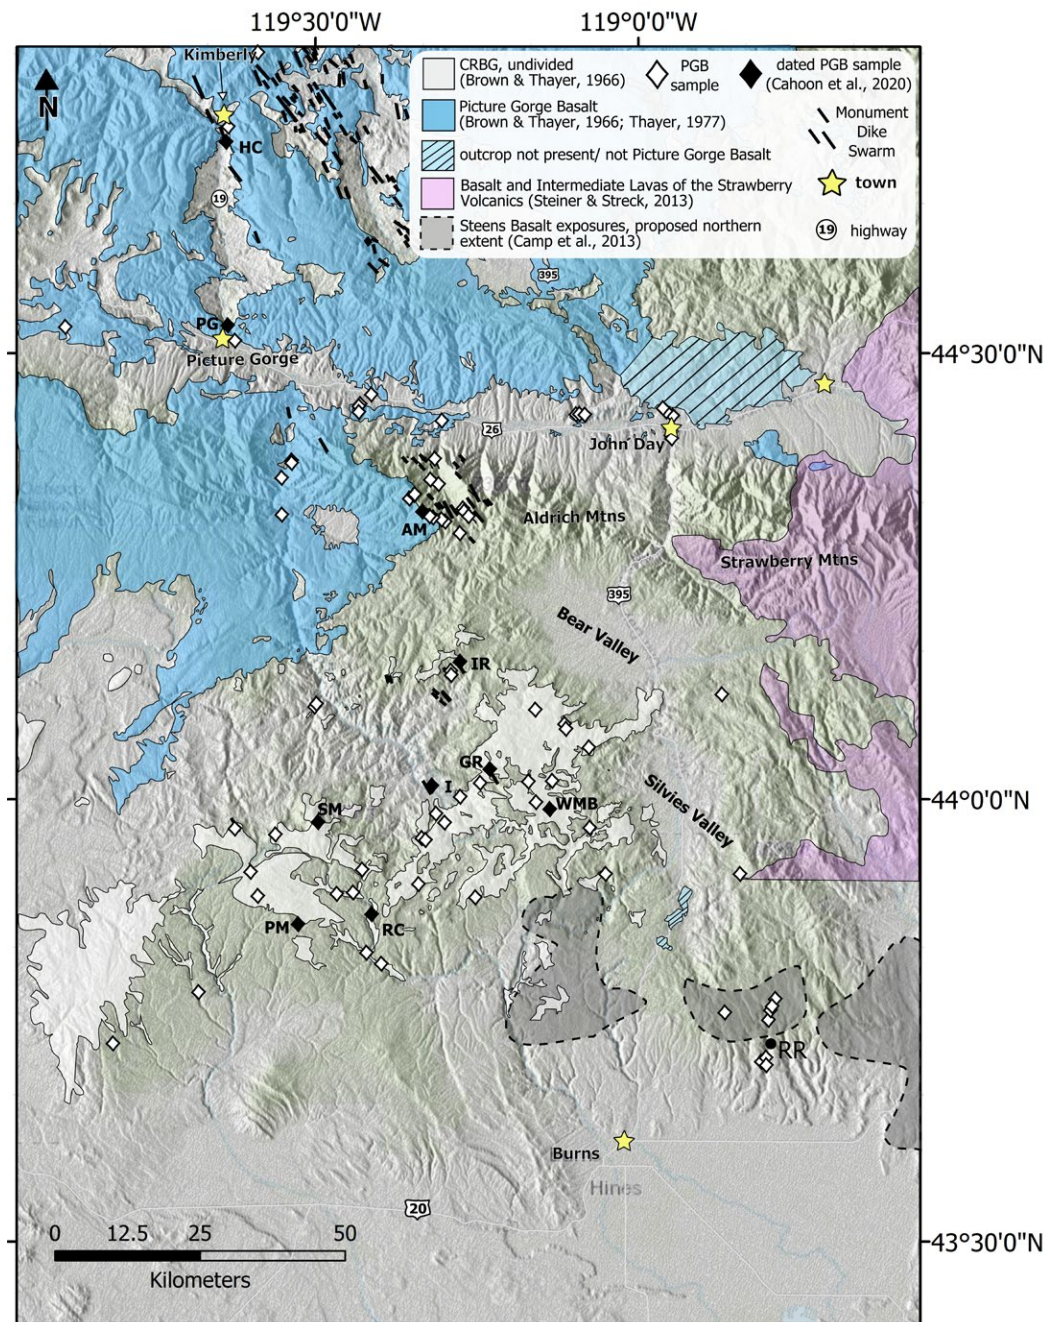 119°30'0"W
119°0'0"W
Kimberly
N
HC
19
CRBG, undivided
(Brown & Thayer, 1966)
PGB
sample
dated PGB sample
(Cahoon et al., 2020)
Picture Gorge Basalt
(Brown & Thayer, 1966; Thayer, 1977)
Monument
Dike
Swarm
outcrop not present/ not Picture Gorge Basalt
Basalt and Intermediate Lavas of the Strawberry
Volcanics (Steiner & Streck, 2013)
town
Steens Basalt exposures, proposed northern
extent (Camp et al., 2013)
19
highway
395
PG
Picture Gorge
44°30'0"N
26
John Day
AM
Aldrich Mtns
Strawberry Mtns
395
Bear Valley
IR
GR
I
WMB
SM
Silvies Valley
44°0'0"N
PM
RC
RR
Burns
Hines
20
43°30'0"N
0 12.5 25 50
Kilometers